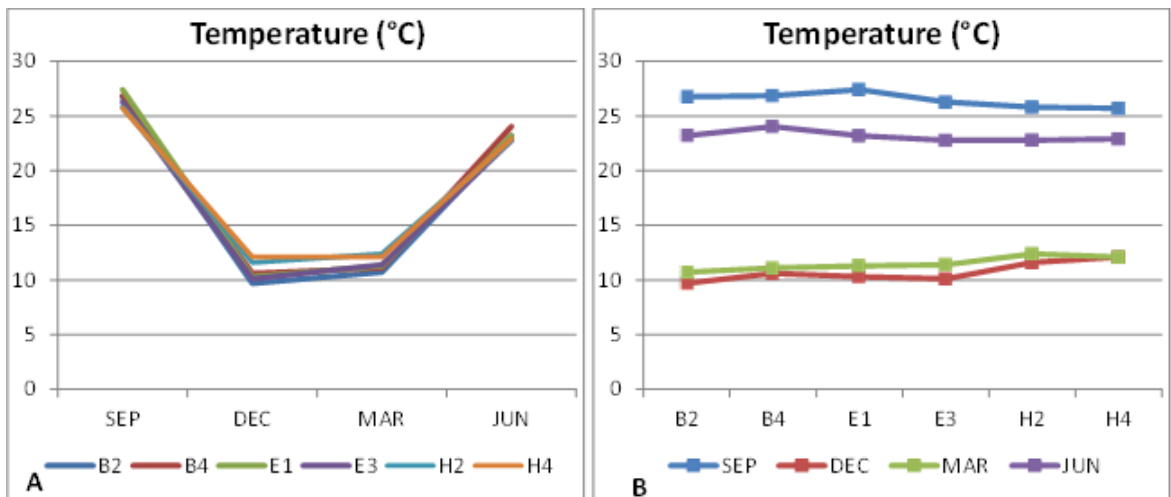 Temperature (°C)
30
25
20
15
10
5
0
SEP DEC MAR JUN
B2 B4 E1 E3 H2 H4
A
Temperature (°C)
30
25
20
15
10
5
0
B2 B4 E1 E3 H2 H4
SEP DEC MAR JUN
B